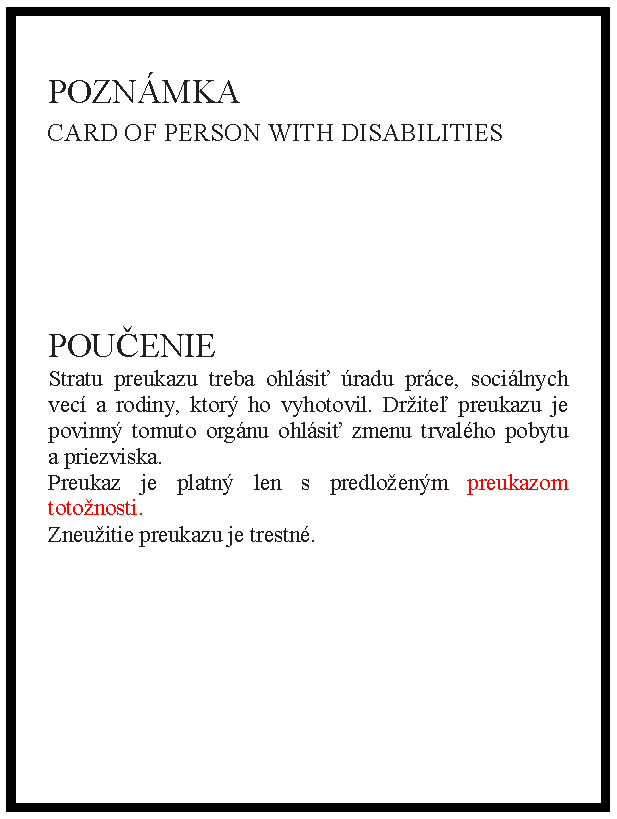 POZNÁMKA
CARD OF PERSON WITH DISABILITIES
POUČENIE
Stratu preukazu treba ohlásiť úradu práce, sociálnych
vecí a rodiny, ktorý ho vyhotovil. Držiteľ preukazu je
povinný tomuto orgánu ohlásiť zmenu trvalého pobytu
a priezviska.
Preukaz je platný len s predloženým preukazom
totožnosti.
Zneužitie preukazu je trestné.